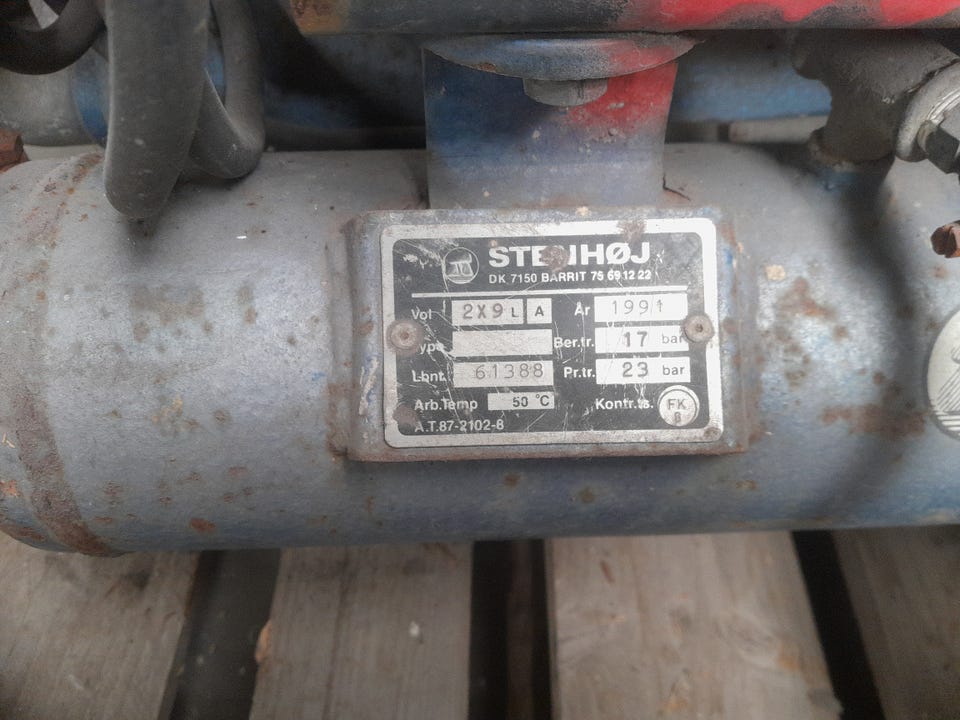 STENHØJ
DK 7150 BARRIT 75 69 12 22
Vol 2X9 L A År 1991
Type Ber.tr. 17 bar
Lbnr. 61388 Pr.tr. 23 bar
Arb.Temp 50 °C Kontr.ts. FK
8
A.T.87-2102-8